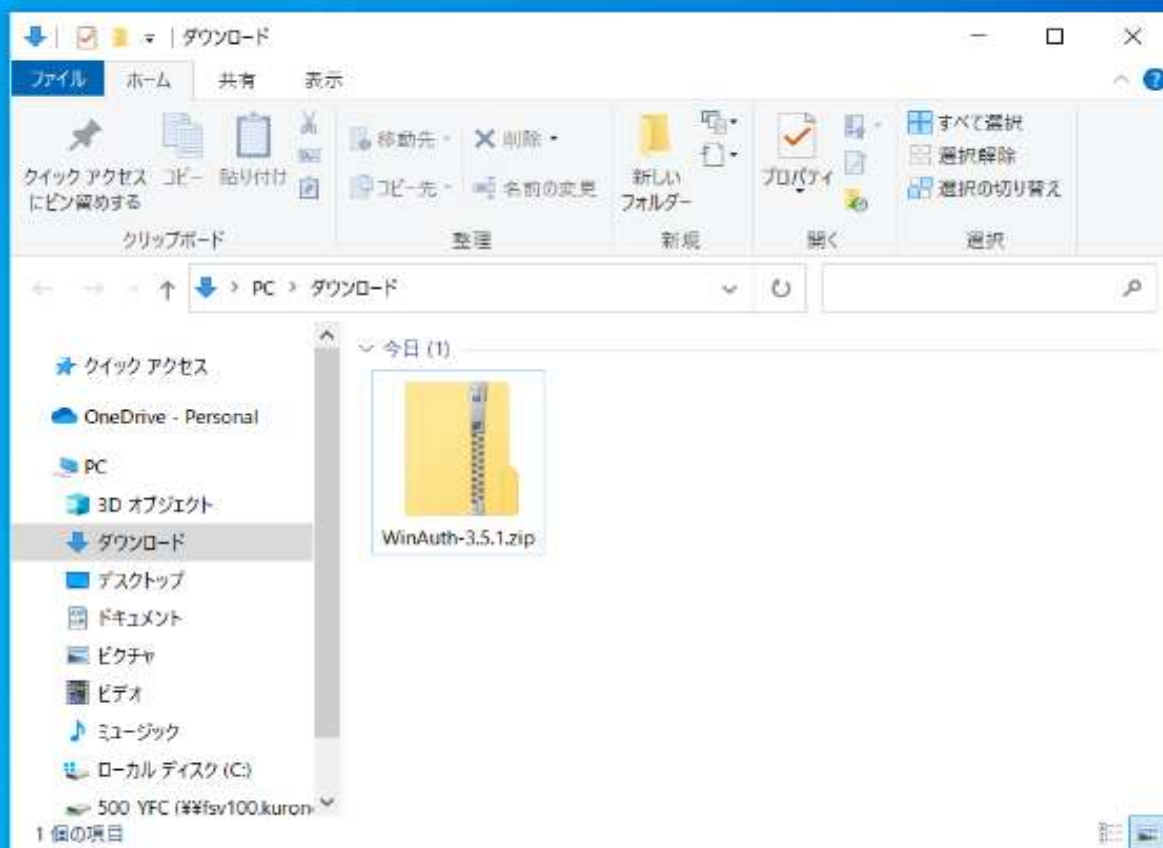 ダウンロード
ファイル ホーム 共有 表示
クイック アクセス
にピン留めする
コピー
貼り付け
移動先
コピー先
削除
名前の変更
新しい
フォルダー
プロパティ
すべて選択
選択解除
選択の切り替え
クリップボード 整理 新規 開く 選択
PC ダウンロード
クイック アクセス
OneDrive - Personal
PC
3D オブジェクト
ダウンロード
デスクトップ
ドキュメント
ピクチャ
ビデオ
ミュージック
ローカル ディスク (C:)
500_YFC (¥¥fsv100.kuron
今日 (1)
WinAuth-3.5.1.zip
1 個の項目